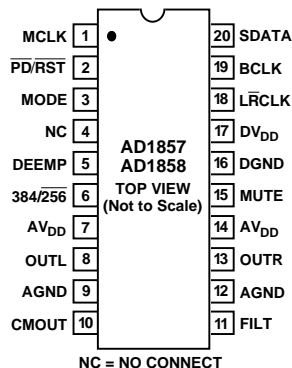 MCLK 1
PD/RST 2
MODE 3
NC 4
DEEMP 5
384/256 6
AVDD 7
OUTL 8
AGND 9
CMOUT 10
AD1857
AD1858
TOP VIEW
(Not to Scale)
20 SDATA
19 BCLK
18 LRCLK
17 DVDD
16 DGND
15 MUTE
14 AVDD
13 OUTR
12 AGND
11 FILT
NC = NO CONNECT